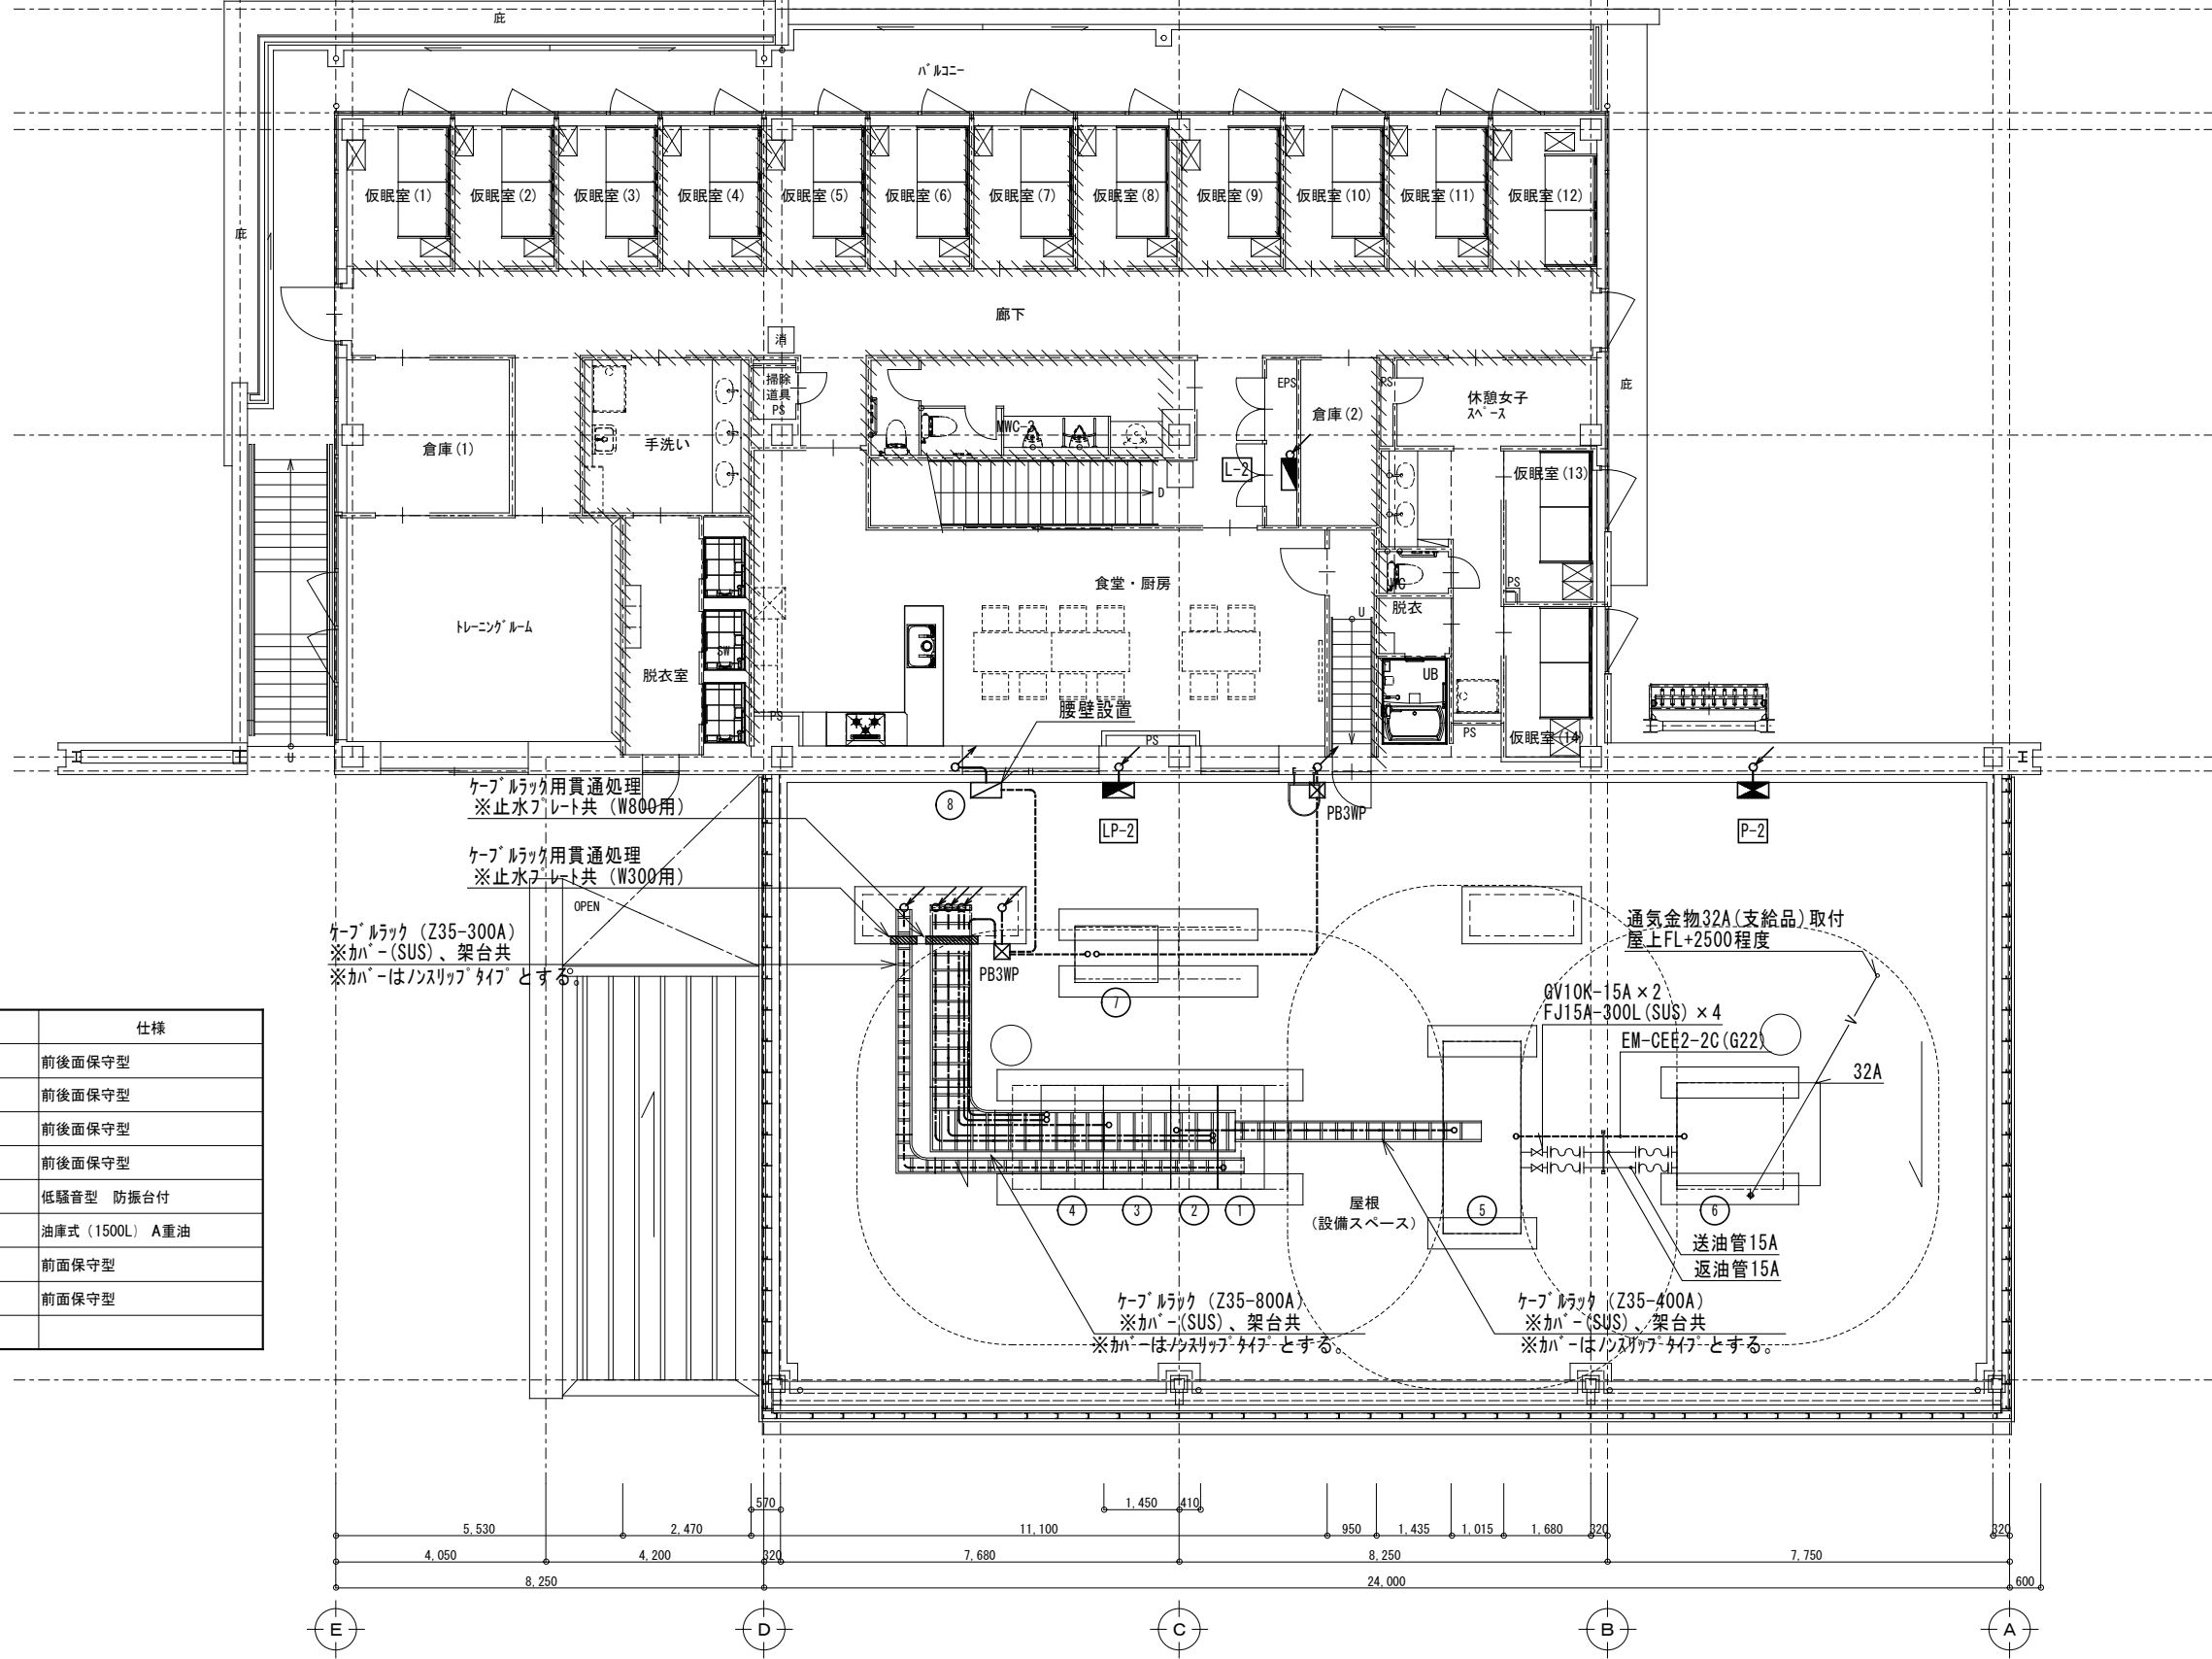 庇
バルコニー
庇
仮眠室(1)
仮眠室(2)
仮眠室(3)
仮眠室(4)
仮眠室(5)
仮眠室(6)
仮眠室(7)
仮眠室(8)
仮眠室(9)
仮眠室(10)
仮眠室(11)
仮眠室(12)
廊下
消
掃除
道具
PS
EPS
PS
倉庫(2)
休憩女子
スペース
庇
倉庫(1)
手洗い
MWC-2
L-2
D
仮眠室(13)
食堂・厨房
WC
PS
脱衣
U
トレーニングルーム
SW
脱衣室
UB
PS
腰壁設置
PS
PS
仮眠室(14)
U
ケーブルラック用貫通処理
※止水プレート共 (W800用)
8
LP-2
PB3WP
P-2
ケーブルラック用貫通処理
※止水プレート共 (W300用)
OPEN
ケーブルラック (Z35-300A)
※カバー(SUS)、架台共
※カバーはノンスリップタイプとする。
PB3WP
7
通気金物32A(支給品)取付
屋上FL+2500程度
GV10K-15A×2
FJ15A-300L(SUS)×4
EM-CEE2-2C(G22)
V
32A
仕様
前後面保守型
前後面保守型
前後面保守型
前後面保守型
低騒音型 防振台付
油庫式 (1500L) A重油
前面保守型
前面保守型
4
3
2
1
屋根
(設備スペース)
5
6
送油管15A
返油管15A
ケーブルラック (Z35-800A)
※カバー(SUS)、架台共
※カバーはノンスリップタイプとする。
ケーブルラック (Z35-400A)
※カバー(SUS)、架台共
※カバーはノンスリップタイプとする。
570
1,450
410
5,530
2,470
11,100
950
1,435
1,015
1,680
320
320
4,050
4,200
320
7,680
8,250
7,750
8,250
24,000
600
E
D
C
B
A